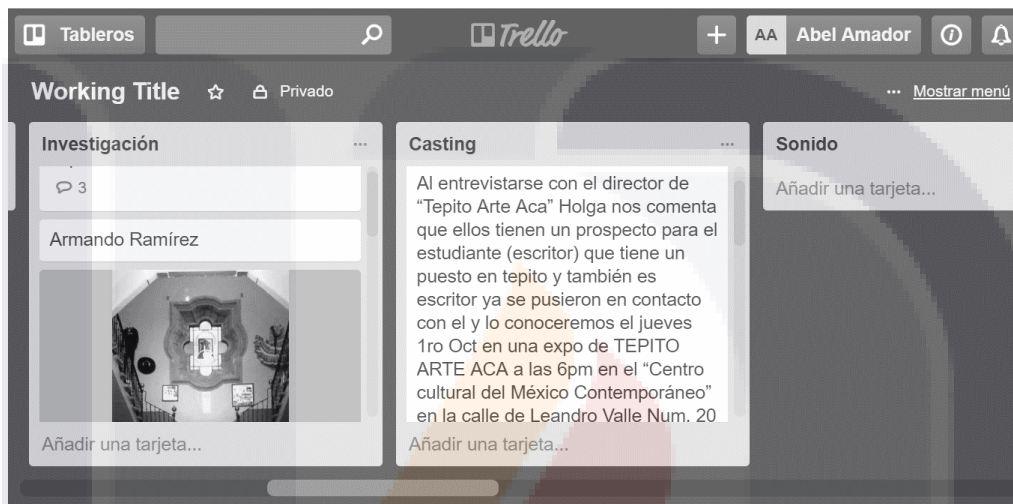 Tableros
Trello
+
AA
Abel Amador
Working Title
Privado
... Mostrar menú
Investigación
...
3
Armando Ramírez
Añadir una tarjeta...
Casting
...
Al entrevistarse con el director de
“Tepito Arte Aca” Holga nos comenta
que ellos tienen un prospecto para el
estudiante (escritor) que tiene un
puesto en tepito y también es
escritor ya se pusieron en contacto
con el y lo conoceremos el jueves
1ro Oct en una expo de TEPITO
ARTE ACA a las 6pm en el “Centro
cultural del México Contemporáneo”
en la calle de Leandro Valle Num. 20
Añadir una tarjeta...
Sonido
Añadir una tarjeta...